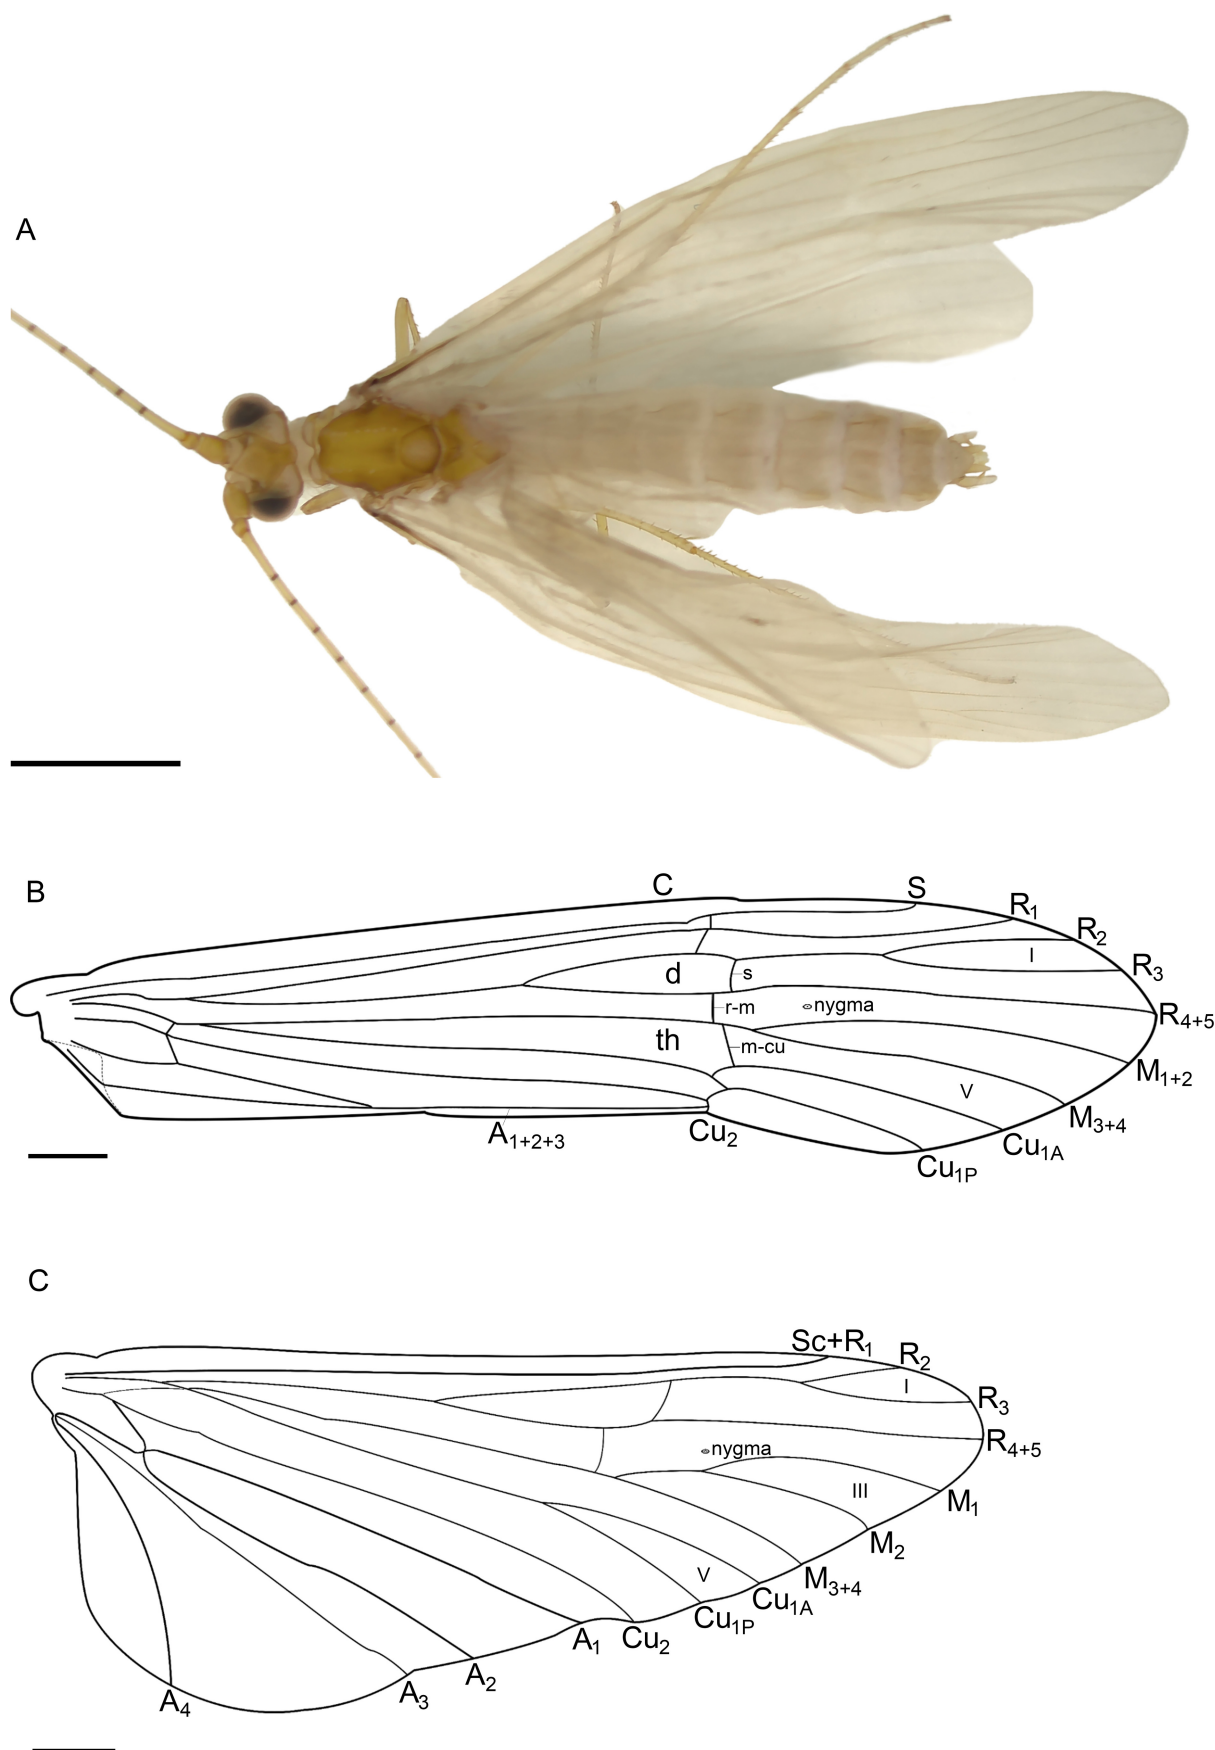 A
B
C
S
R1
R2
I
R3
d
s
r-m
nygma
R4+5
th
m-cu
M1+2
V
M3+4
A1+2+3
Cu2
Cu1A
Cu1P
C
Sc+R1
R2
I
R3
R4+5
nygma
III
M1
M2
V
M3+4
Cu1A
Cu1P
A1
Cu2
A2
A3
A4